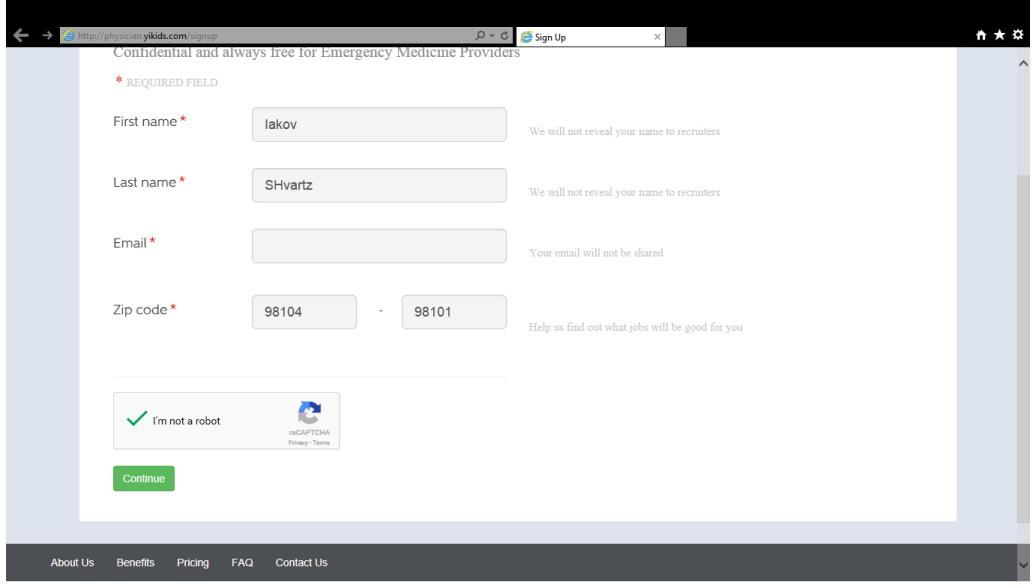 http://physician.yikids.com/signup
Sign Up
Confidential and always free for Emergency Medicine Providers
* REQUIRED FIELD
First name *
Iakov
We will not reveal your name to recruiters
Last name *
SHvartz
We will not reveal your name to recruiters
Email *
Your email will not be shared
Zip code *
98104 - 98101
Help us find out what jobs will be good for you
I'm not a robot
reCAPTCHA
Privacy - Terms
Continue
About Us Benefits Pricing FAQ Contact Us